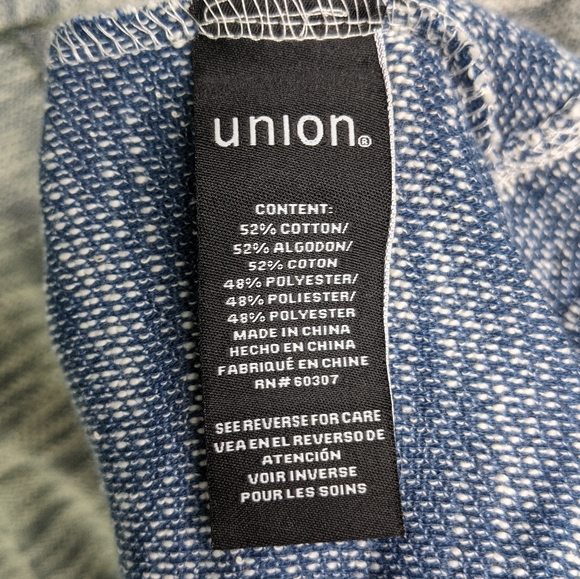 union®
CONTENT:
52% COTTON/
52% ALGODON/
52% COTON
48% POLYESTER/
48% POLIESTER/
48% POLYESTER
MADE IN CHINA
HECHO EN CHINA
FABRIQUÉ EN CHINE
RN# 60307
SEE REVERSE FOR CARE
VEA EN EL REVERSO DE
ATENCIÓN
VOIR INVERSE
POUR LES SOINS